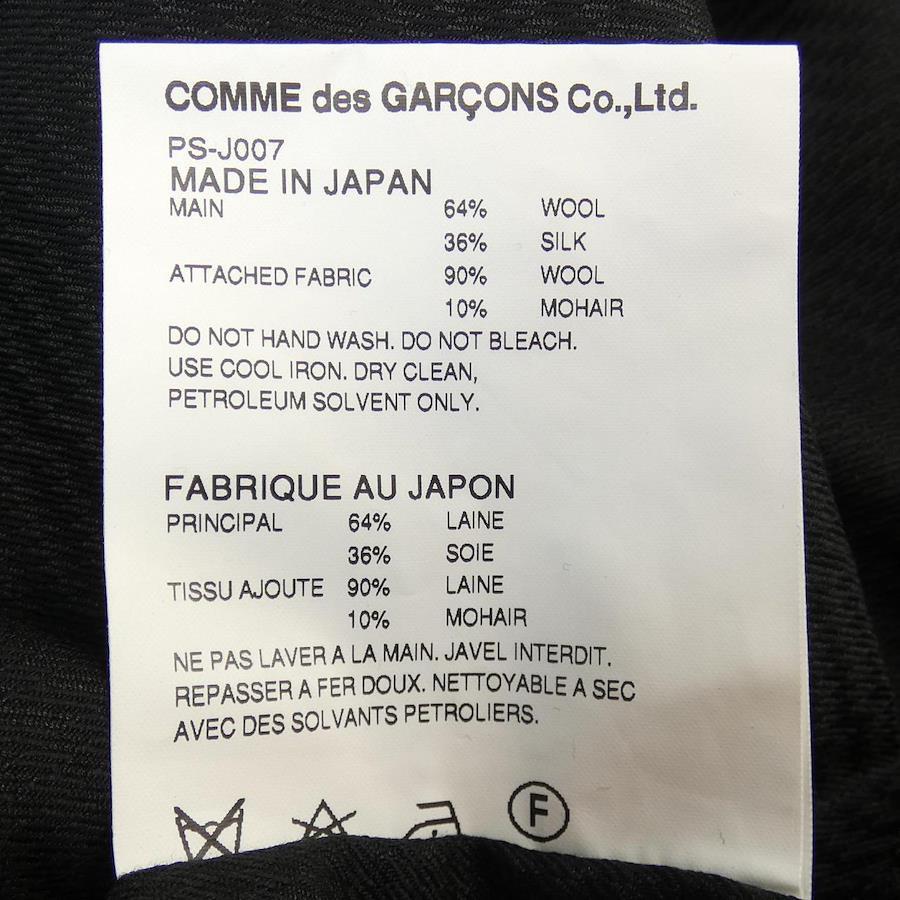 COMME des GARÇONS Co.,Ltd.
PS-J007
MADE IN JAPAN
MAIN 64% WOOL
36% SILK
ATTACHED FABRIC 90% WOOL
10% MOHAIR
DO NOT HAND WASH. DO NOT BLEACH.
USE COOL IRON. DRY CLEAN,
PETROLEUM SOLVENT ONLY.
FABRIQUE AU JAPON
PRINCIPAL 64% LAINE
36% SOIE
TISSU AJOUTE 90% LAINE
10% MOHAIR
NE PAS LAVER A LA MAIN. JAVEL INTERDIT.
REPASSER A FER DOUX. NETTOYABLE A SEC
AVEC DES SOLVANTS PETROLIERS.
F